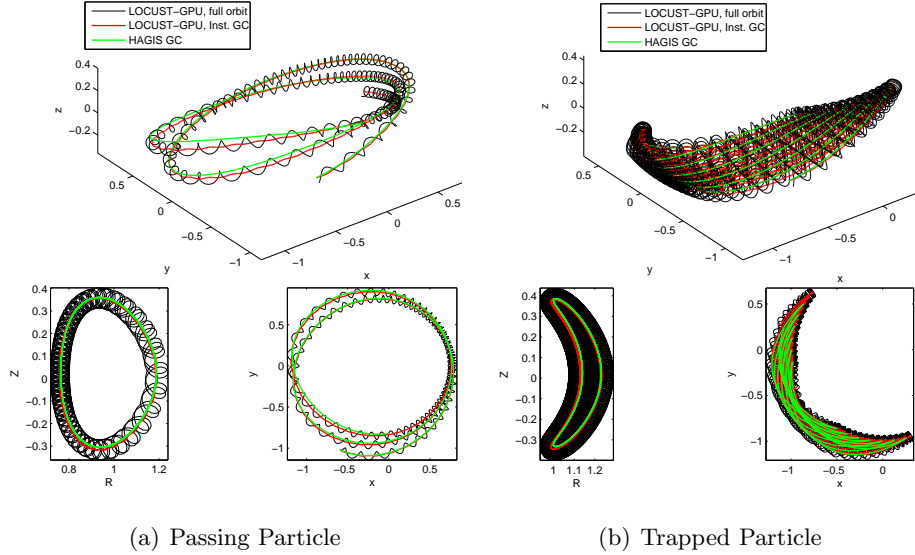 LOCUST−GPU, full orbit
LOCUST−GPU, Inst. GC
HAGIS GC
0.4
0.2
0
−0.2
z
0.5
0
−0.5
−1
y
−1
−0.5
0
0.5
x
0.4
0.3
0.2
0.1
0
−0.1
−0.2
−0.3
Z
0.8
1
1.2
R
0.5
0
−0.5
−1
y
−1
−0.5
0
0.5
x
(a) Passing Particle
LOCUST−GPU, full orbit
LOCUST−GPU, Inst. GC
HAGIS GC
0.4
0.2
0
−0.2
z
0.5
0
−0.5
−1
y
−1
−0.5
0
0.5
x
0.4
0.3
0.2
0.1
0
−0.1
−0.2
−0.3
Z
1
1.1
1.2
R
0.5
0
−0.5
−1
y
−1
−0.5
0
x
(b) Trapped Particle